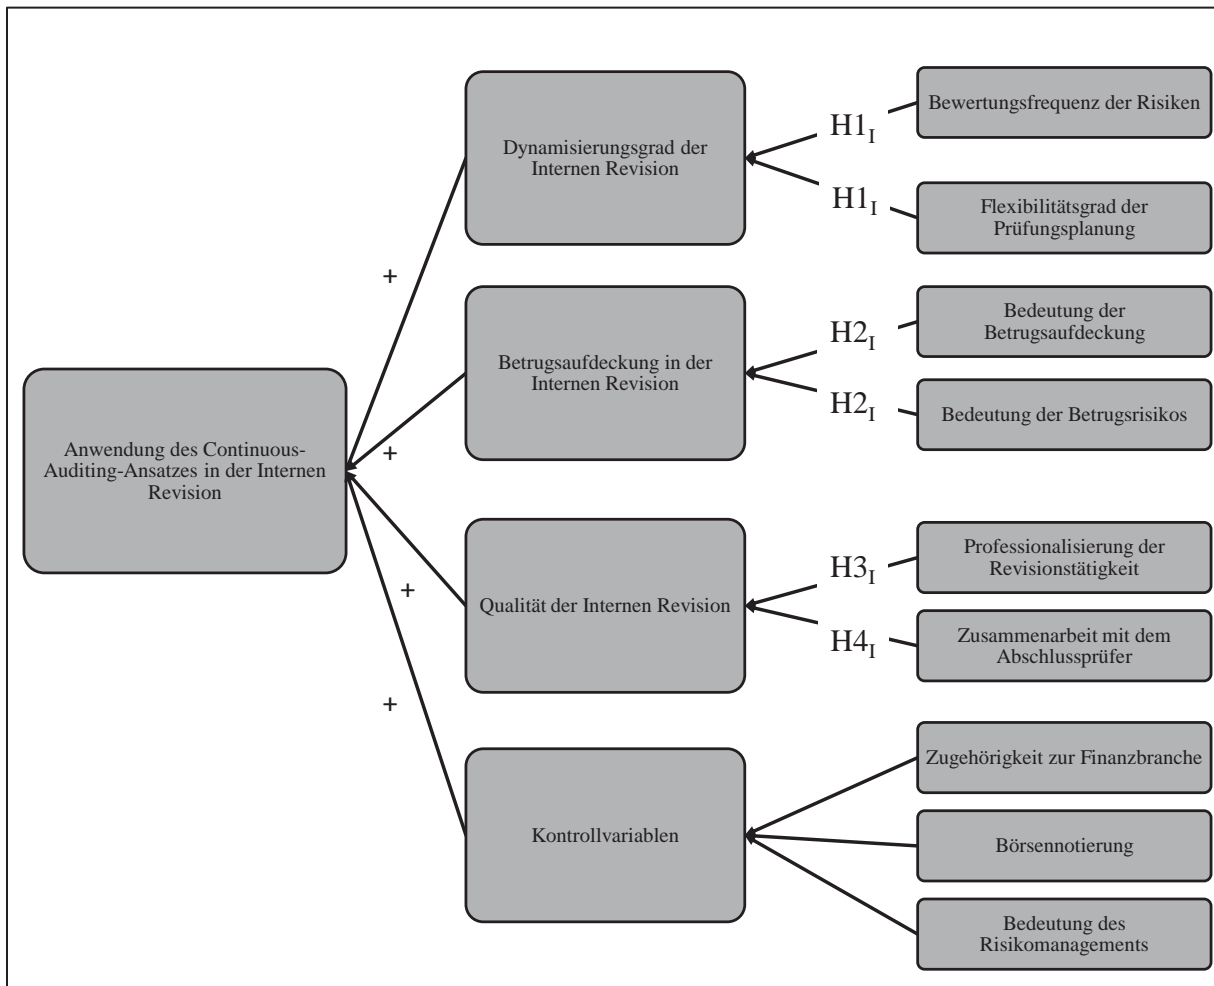 Bewertungsfrequenz der Risiken
H1I
Dynamisierungsgrad der
Internen Revision
H1I
Flexibilitätsgrad der
Prüfungsplanung
+
Bedeutung der
Betrugsaufdeckung
H2I
Betrugsaufdeckung in der
Internen Revision
H2I
Bedeutung der Betrugsrisikos
+
Anwendung des Continuous-
Auditing-Ansatzes in der Internen
Revision
Professionalisierung der
Revisionstätigkeit
H3I
+
Qualität der Internen Revision
H4I
Zusammenarbeit mit dem
Abschlussprüfer
+
Zugehörigkeit zur Finanzbranche
Kontrollvariablen
Börsennotierung
Bedeutung des
Risikomanagements